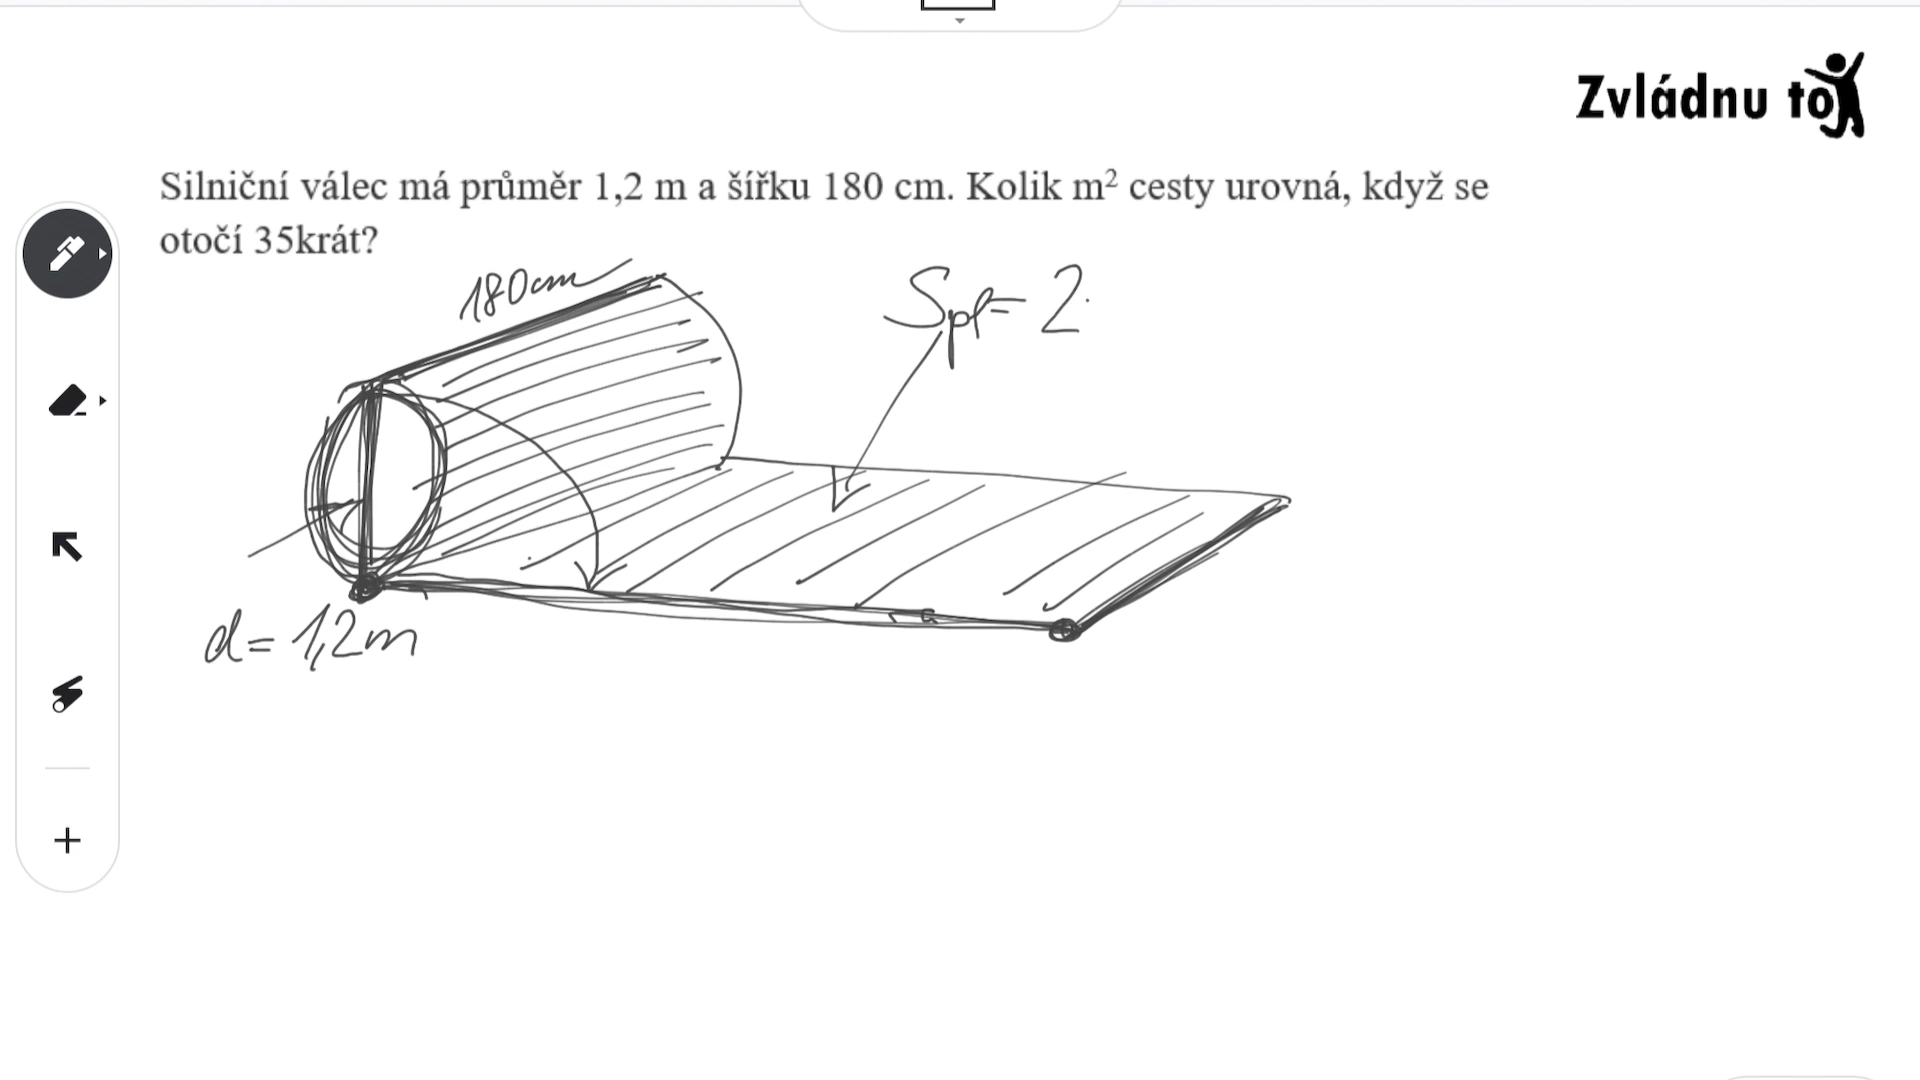 Zvládnu to
Silniční válec má průměr 1,2 m a šířku 180 cm. Kolik m² cesty urovná, když se
otočí 35krát?
180cm
Spl= 2·
d= 1,2m